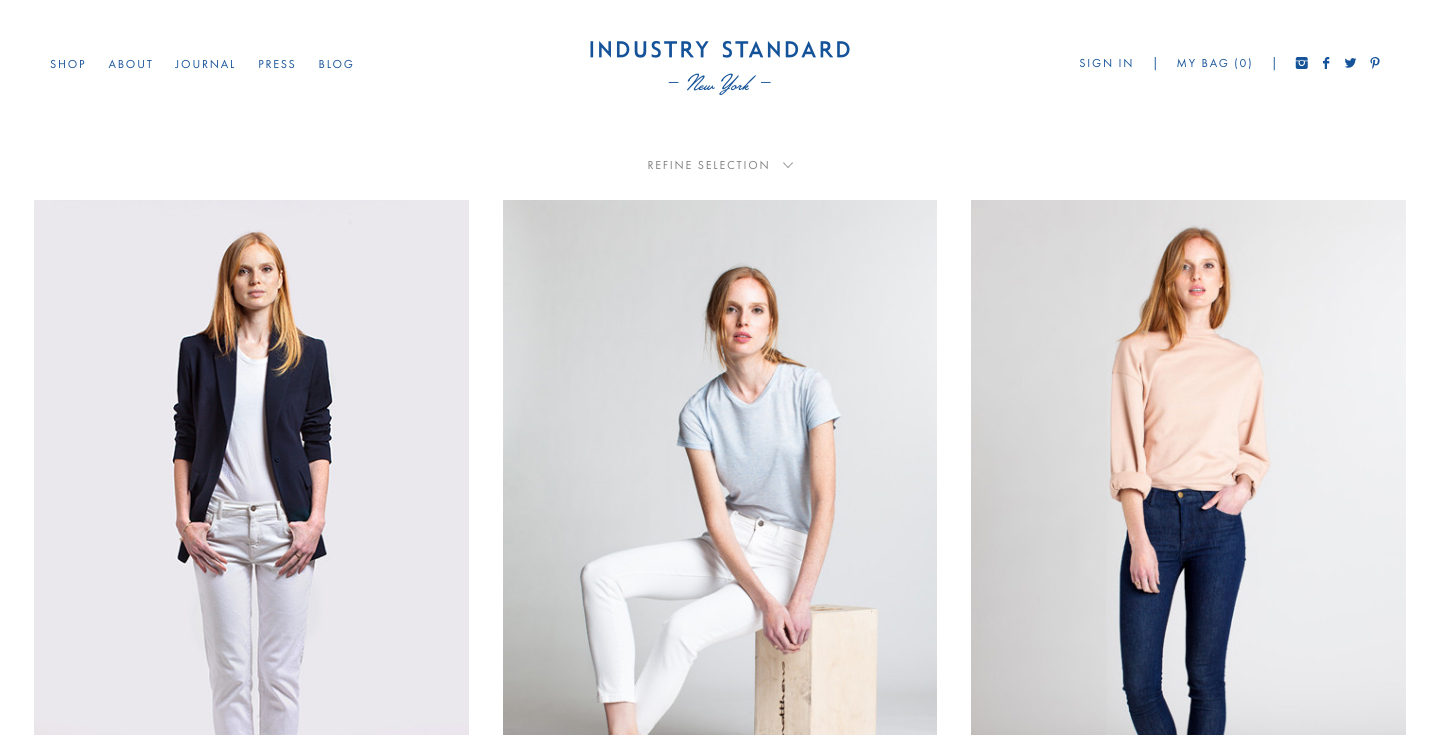 SHOP ABOUT JOURNAL PRESS BLOG
INDUSTRY STANDARD
– New York –
SIGN IN | MY BAG (0) |
REFINE SELECTION